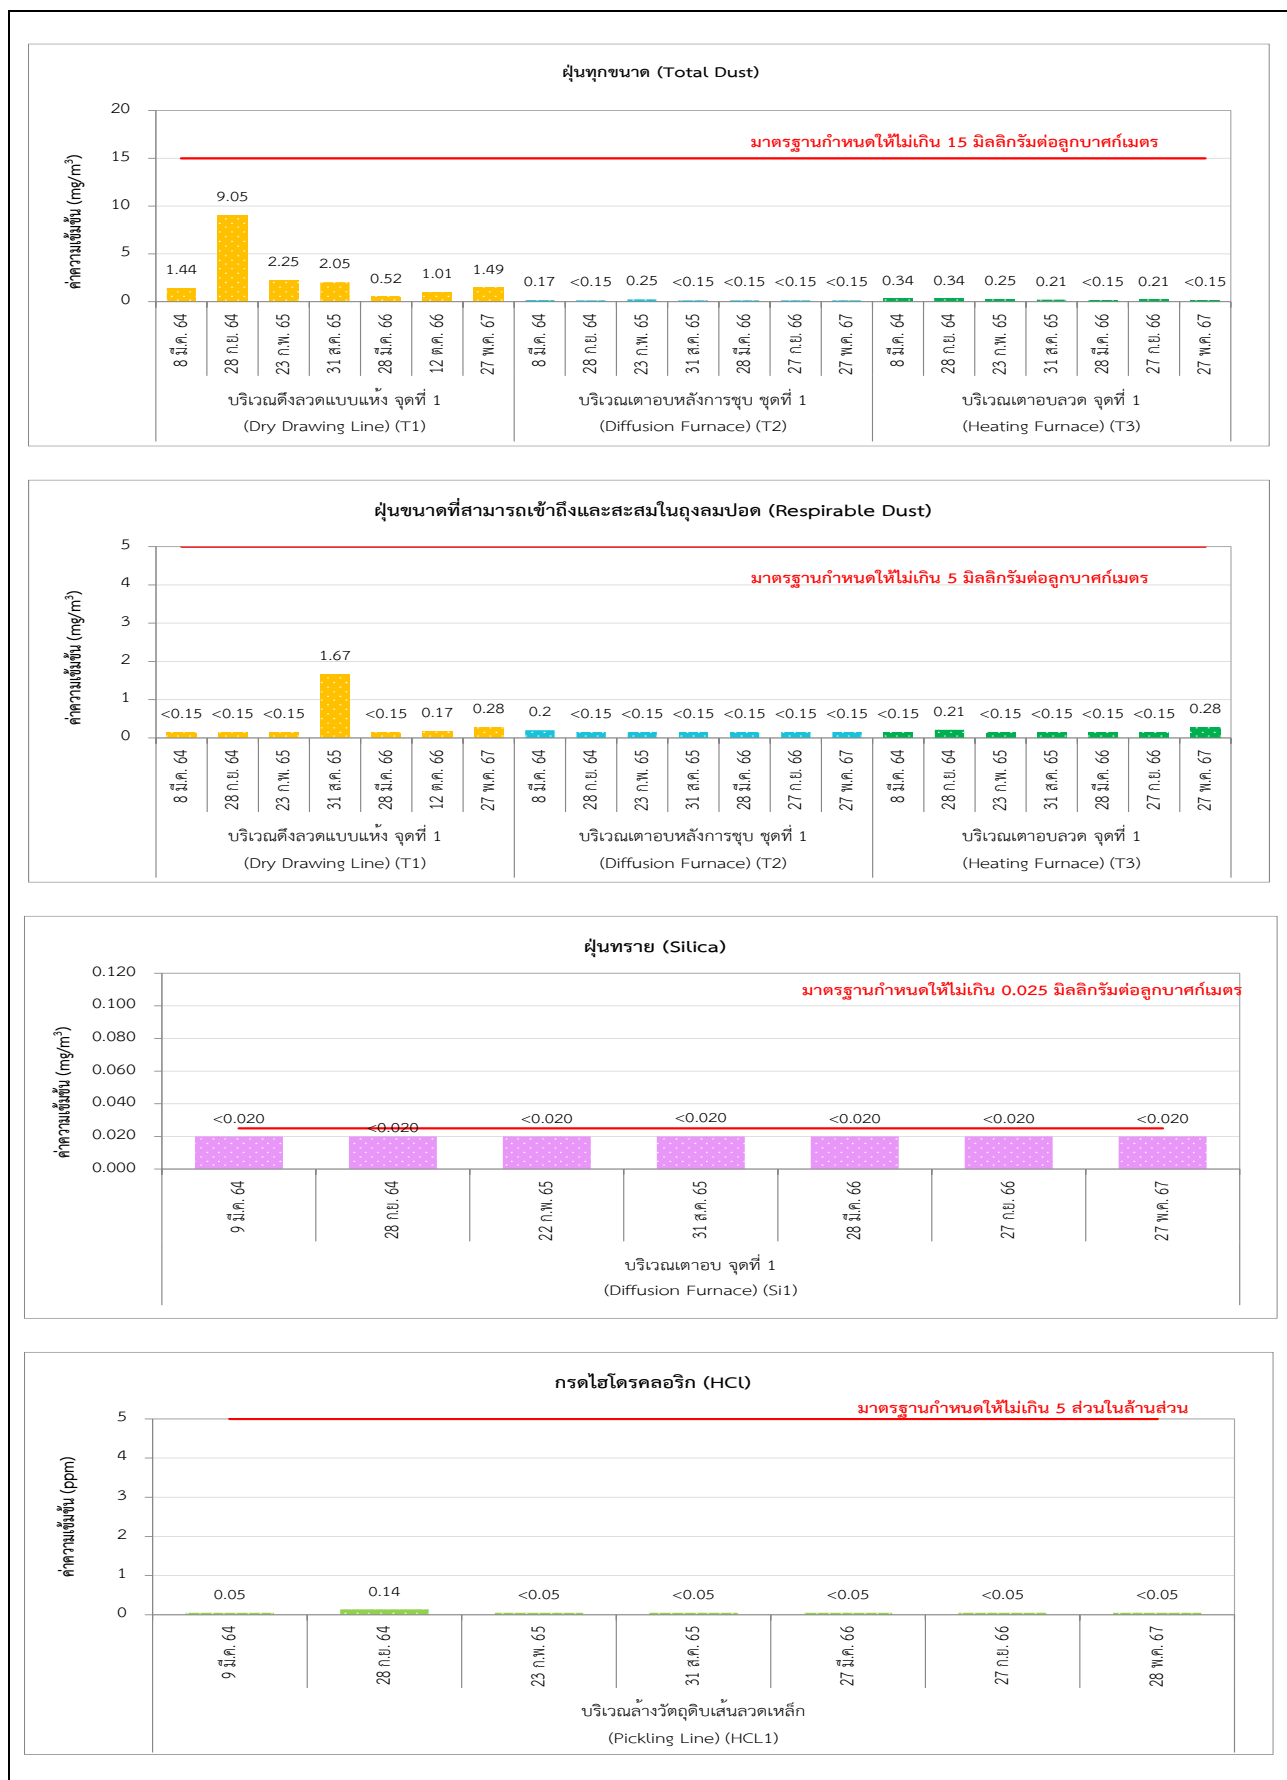 ฝุ่นทุกขนาด (Total Dust)
ค่าความเข้มข้น (mg/m³)
20
15
10
5
0
มาตรฐานกำหนดให้ไม่เกิน 15 มิลลิกรัมต่อลูกบาศก์เมตร
1.44 9.05 2.25 2.05 0.52 1.01 1.49 0.17 <0.15 0.25 <0.15 <0.15 <0.15 <0.15 0.34 0.34 0.25 0.21 <0.15 0.21 <0.15
8 มี.ค. 64 28 ก.ย. 64 23 ก.พ. 65 31 ส.ค. 65 28 มี.ค. 66 12 ต.ค. 66 27 พ.ค. 67 8 มี.ค. 64 28 ก.ย. 64 23 ก.พ. 65 31 ส.ค. 65 28 มี.ค. 66 27 ก.ย. 66 27 พ.ค. 67 8 มี.ค. 64 28 ก.ย. 64 23 ก.พ. 65 31 ส.ค. 65 28 มี.ค. 66 27 ก.ย. 66 27 พ.ค. 67
บริเวณดึงลวดแบบแห้ง จุดที่ 1 บริเวณเตาอบหลังการชุบ ชุดที่ 1 บริเวณเตาอบลวด จุดที่ 1
(Dry Drawing Line) (T1) (Diffusion Furnace) (T2) (Heating Furnace) (T3)
ฝุ่นขนาดที่สามารถเข้าถึงและสะสมในถุงลมปอด (Respirable Dust)
ค่าความเข้มข้น (mg/m³)
5
4
3
2
1
0
มาตรฐานกำหนดให้ไม่เกิน 5 มิลลิกรัมต่อลูกบาศก์เมตร
<0.15 <0.15 <0.15 1.67 <0.15 0.17 0.28 0.2 <0.15 <0.15 <0.15 <0.15 <0.15 <0.15 <0.15 0.21 <0.15 <0.15 <0.15 <0.15 0.28
8 มี.ค. 64 28 ก.ย. 64 23 ก.พ. 65 31 ส.ค. 65 28 มี.ค. 66 12 ต.ค. 66 27 พ.ค. 67 8 มี.ค. 64 28 ก.ย. 64 23 ก.พ. 65 31 ส.ค. 65 28 มี.ค. 66 27 ก.ย. 66 27 พ.ค. 67 8 มี.ค. 64 28 ก.ย. 64 23 ก.พ. 65 31 ส.ค. 65 28 มี.ค. 66 27 ก.ย. 66 27 พ.ค. 67
บริเวณดึงลวดแบบแห้ง จุดที่ 1 บริเวณเตาอบหลังการชุบ ชุดที่ 1 บริเวณเตาอบลวด จุดที่ 1
(Dry Drawing Line) (T1) (Diffusion Furnace) (T2) (Heating Furnace) (T3)
ฝุ่นทราย (Silica)
ค่าความเข้มข้น (mg/m³)
0.120
0.100
0.080
0.060
0.040
0.020
0.000
มาตรฐานกำหนดให้ไม่เกิน 0.025 มิลลิกรัมต่อลูกบาศก์เมตร
<0.020 <0.020 <0.020 <0.020 <0.020 <0.020 <0.020
9 มี.ค. 64 28 ก.ย. 64 22 ก.พ. 65 31 ส.ค. 65 28 มี.ค. 66 27 ก.ย. 66 27 พ.ค. 67
บริเวณเตาอบ จุดที่ 1
(Diffusion Furnace) (Si1)
กรดไฮโดรคลอริก (HCl)
ค่าความเข้มข้น (ppm)
5
4
3
2
1
0
มาตรฐานกำหนดให้ไม่เกิน 5 ส่วนในล้านส่วน
0.05 0.14 <0.05 <0.05 <0.05 <0.05 <0.05
9 มี.ค. 64 28 ก.ย. 64 23 ก.พ. 65 31 ส.ค. 65 27 มี.ค. 66 27 ก.ย. 66 28 พ.ค. 67
บริเวณล้างวัตถุดิบเส้นลวดเหล็ก
(Pickling Line) (HCL1)